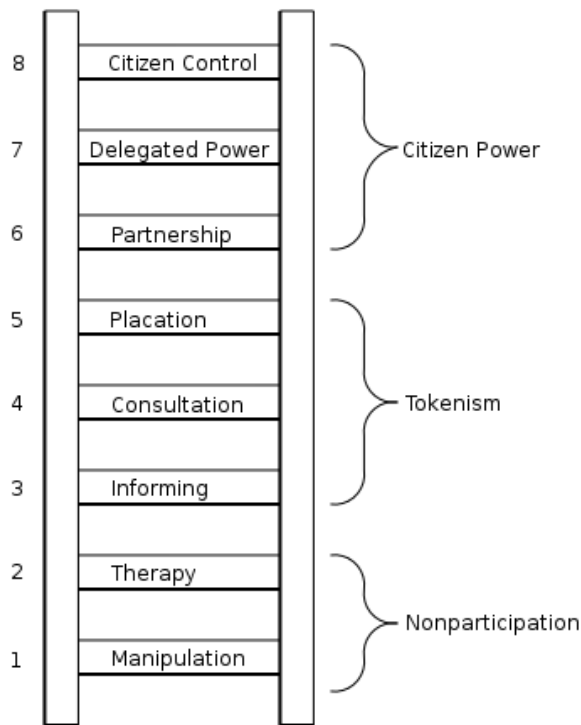 8 Citizen Control
7 Delegated Power
Citizen Power
6 Partnership
5 Placation
4 Consultation
Tokenism
3 Informing
2 Therapy
Nonparticipation
1 Manipulation